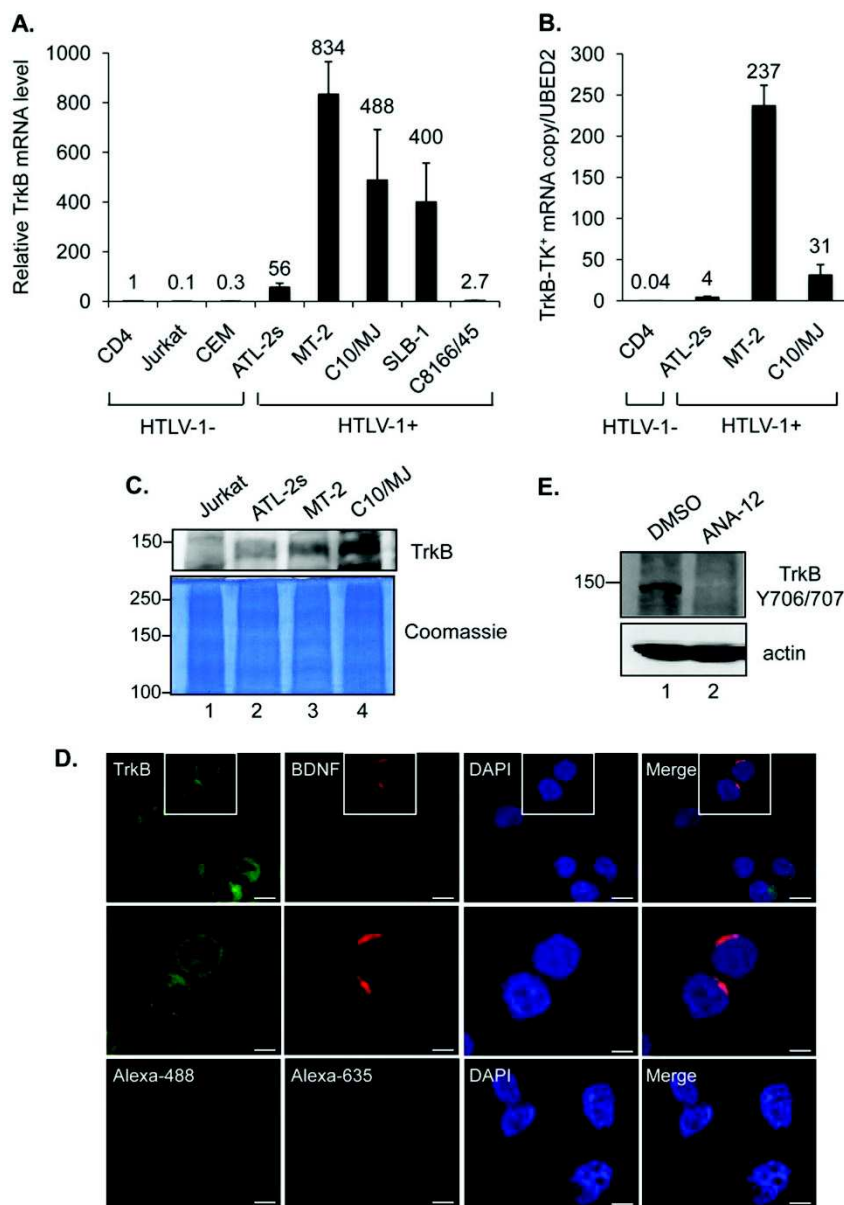 A.
Relative TrkB mRNA level
1000
800
600
400
200
0
1
0.1
0.3
56
834
488
400
2.7
CD4
Jurkat
CEM
ATL-2s
MT-2
C10/MJ
SLB-1
C8166/45
HTLV-1-
HTLV-1+
B.
TrkB-TK+ mRNA copy/UBED2
300
250
200
150
100
50
0
0.04
4
237
31
CD4
ATL-2s
MT-2
C10/MJ
HTLV-1-
HTLV-1+
C.
Jurkat
ATL-2s
MT-2
C10/MJ
150
TrkB
250
150
100
Coomassie
1 2 3 4
E.
DMSO
ANA-12
150
TrkB
Y706/707
actin
1 2
D.
TrkB
BDNF
DAPI
Merge
Alexa-488
Alexa-635
DAPI
Merge